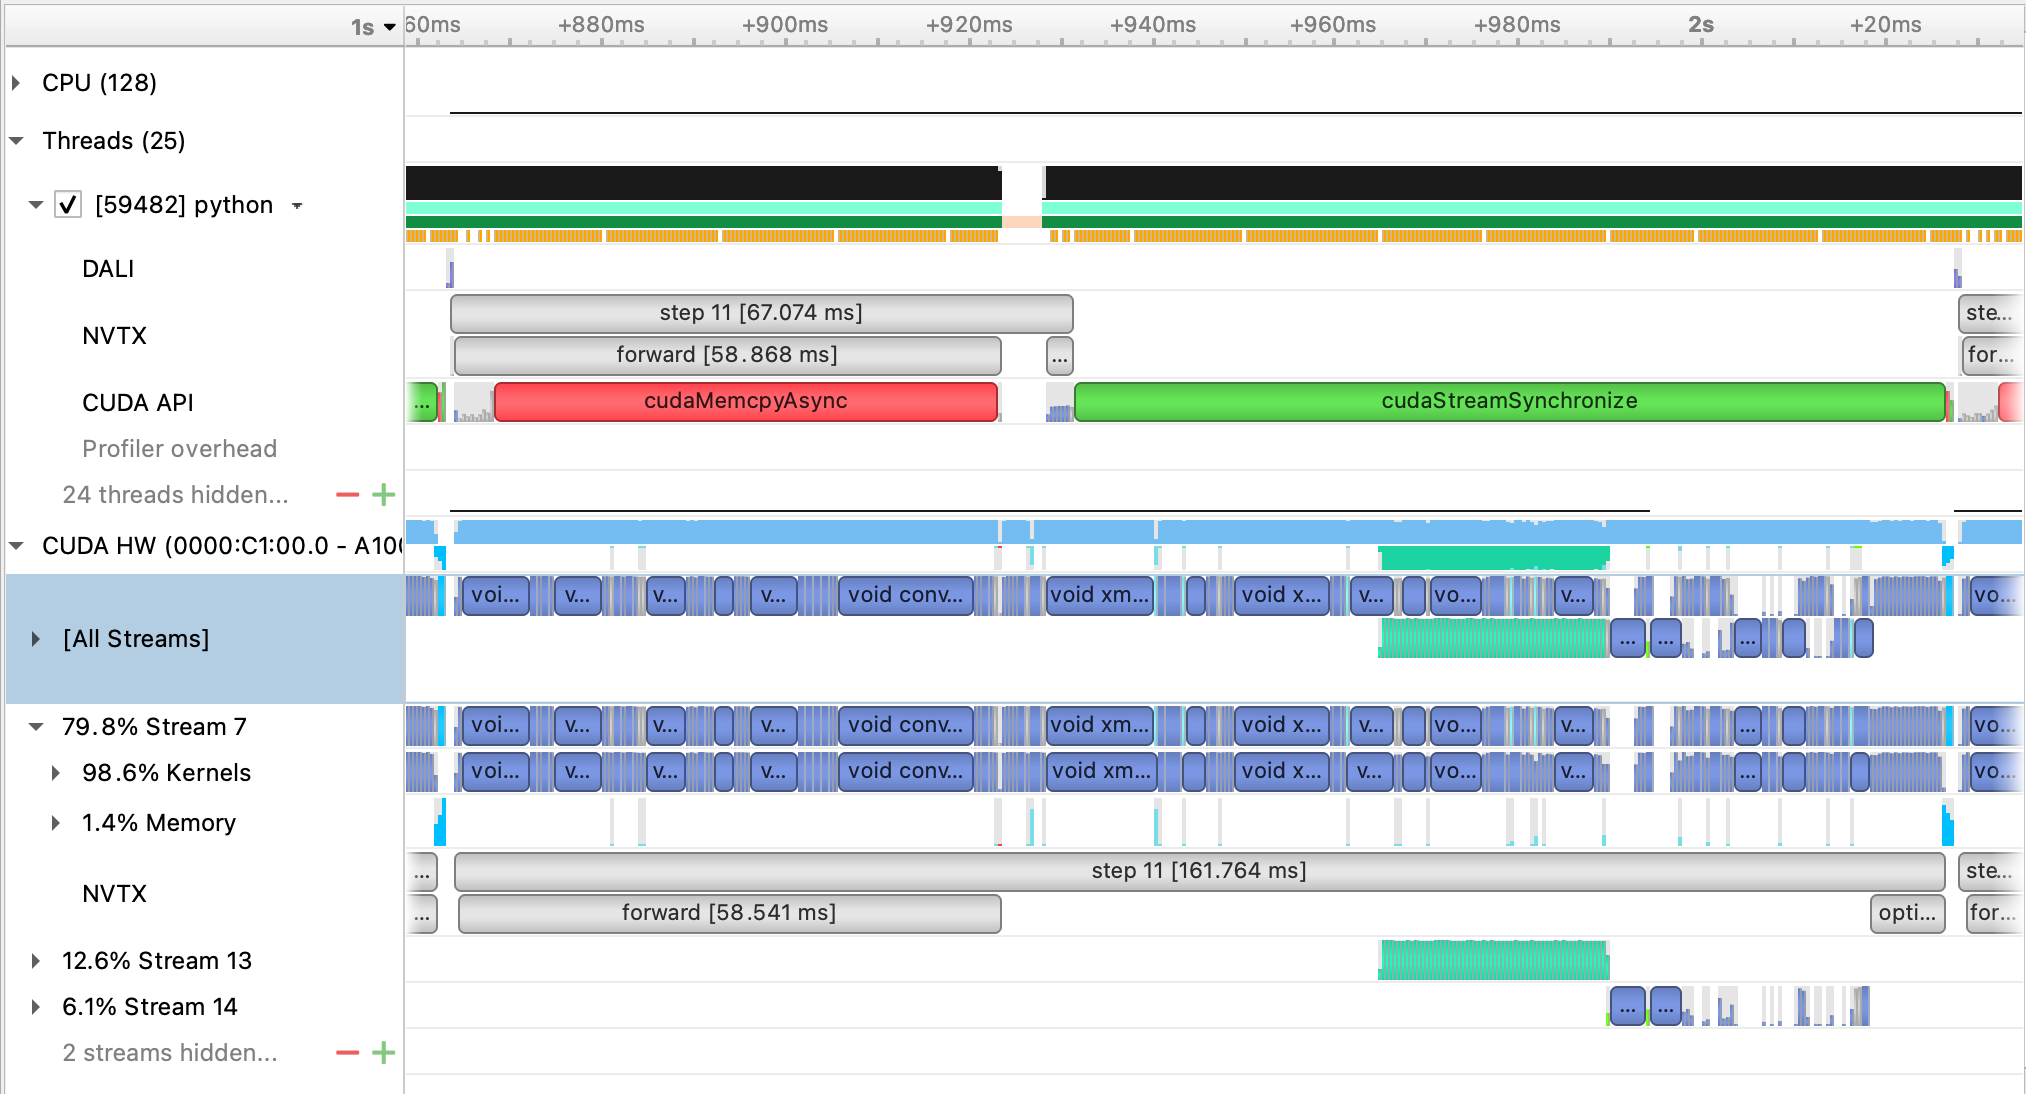 1s 60ms +880ms +900ms +920ms +940ms +960ms +980ms 2s +20ms
CPU (128)
Threads (25)
[59482] python
DALI
step 11 [67.074 ms] ste...
NVTX
forward [58.868 ms] ... for...
CUDA API ... cudaMemcpyAsync cudaStreamSynchronize
Profiler overhead
24 threads hidden...
CUDA HW (0000:C1:00.0 - A10
voi... v... v... v... void conv... void xm... void x... v... vo... v... vo...
[All Streams] ... ... ...
79.8% Stream 7 voi... v... v... v... void conv... void xm... void x... v... vo... v... ... vo...
98.6% Kernels voi... v... v... v... void conv... void xm... void x... v... vo... v... ... vo...
1.4% Memory
... step 11 [161.764 ms] ste...
NVTX
... forward [58.541 ms] opti... for...
12.6% Stream 13
6.1% Stream 14 ... ...
2 streams hidden...